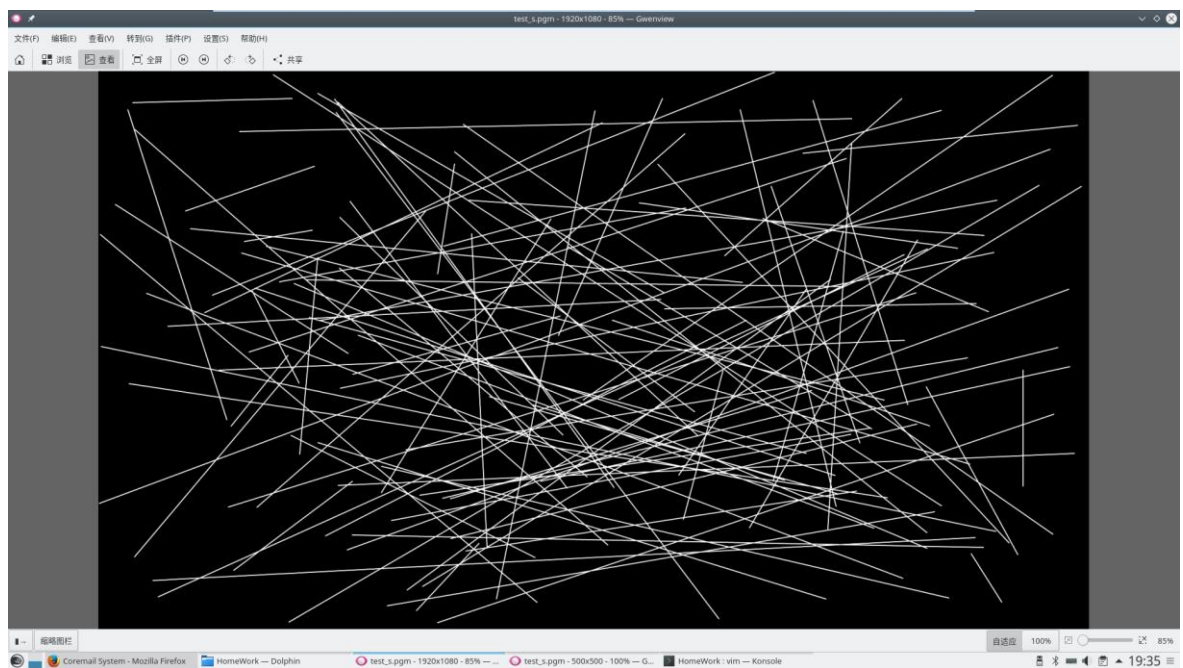 test_s.pgm - 1920x1080 - 85% — Gwenview
文件(F) 编辑(E) 查看(V) 转到(G) 插件(P) 设置(S) 帮助(H)
浏览 查看 全屏 共享
缩略图栏 自适应 100% 85%
Coremail System - Mozilla Firefox HomeWork — Dolphin test_s.pgm - 1920x1080 - 85% — ... test_s.pgm - 500x500 - 100% — G... HomeWork : vim — Konsole 19:35